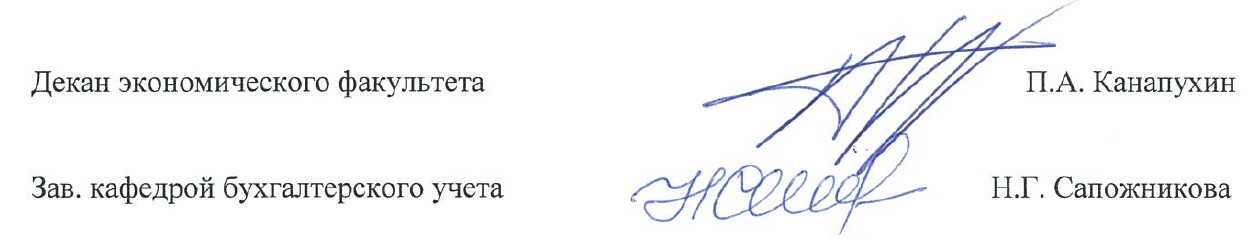 Декан экономического факультета П.А. Канапухин
Зав. кафедрой бухгалтерского учета Н.Г. Сапожникова